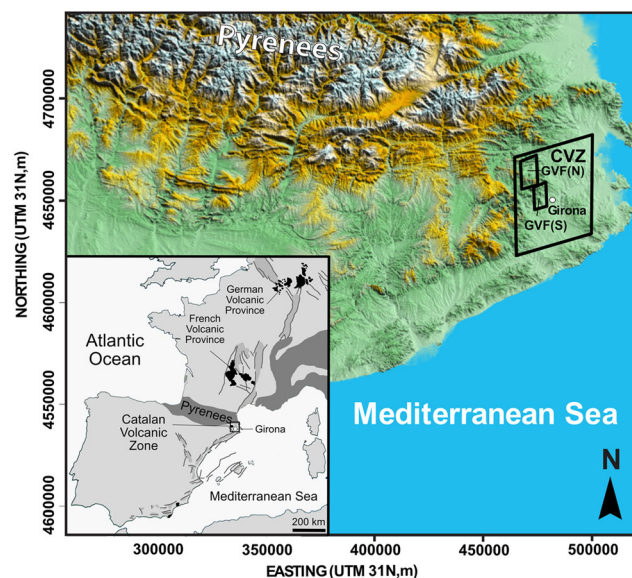 Pyrenees
CVZ
GVF(N)
Girona
GVF(S)
Mediterranean Sea
N
NORTHING (UTM 31N,m)
4700000
4650000
4600000
4550000
4600000
300000
350000
400000
450000
500000
EASTING (UTM 31N,m)
German
Volcanic
Province
French
Volcanic
Province
Atlantic
Ocean
Pyrenees
Catalan
Volcanic
Zone
Girona
Mediterranean Sea
200 km